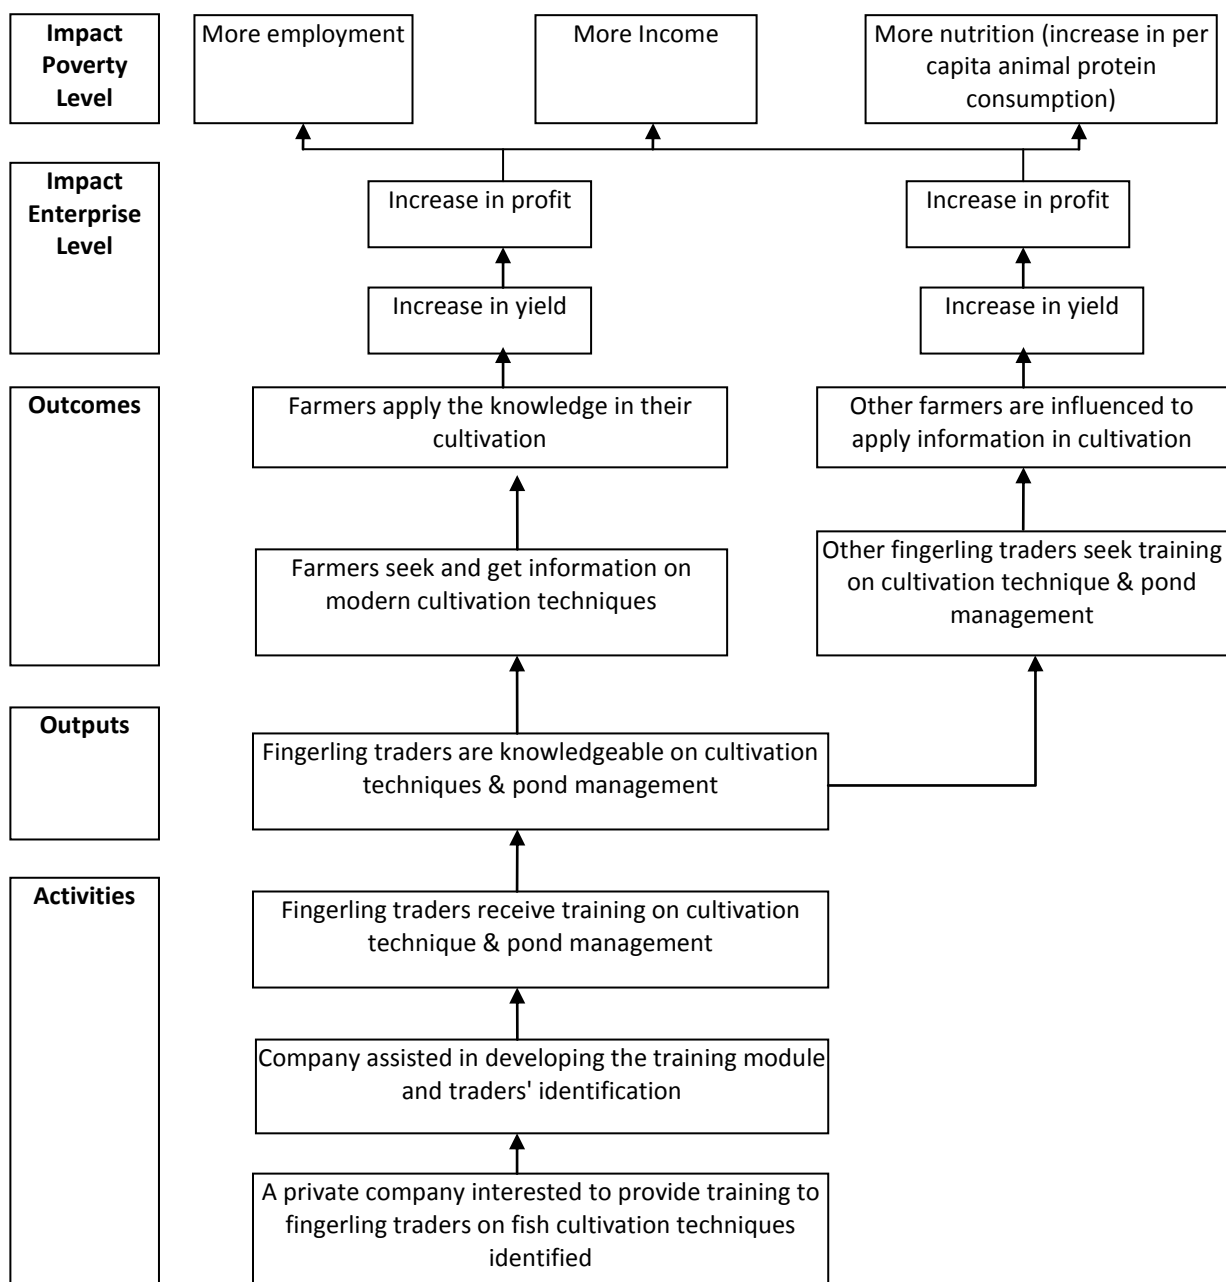 Impact
Poverty
Level
More employment
More Income
More nutrition (increase in per
capita animal protein
consumption)
Impact
Enterprise
Level
Increase in profit
Increase in profit
Increase in yield
Increase in yield
Outcomes
Farmers apply the knowledge in their
cultivation
Other farmers are influenced to
apply information in cultivation
Farmers seek and get information on
modern cultivation techniques
Other fingerling traders seek training
on cultivation technique & pond
management
Outputs
Fingerling traders are knowledgeable on cultivation
techniques & pond management
Activities
Fingerling traders receive training on cultivation
technique & pond management
Company assisted in developing the training module
and traders' identification
A private company interested to provide training to
fingerling traders on fish cultivation techniques
identified